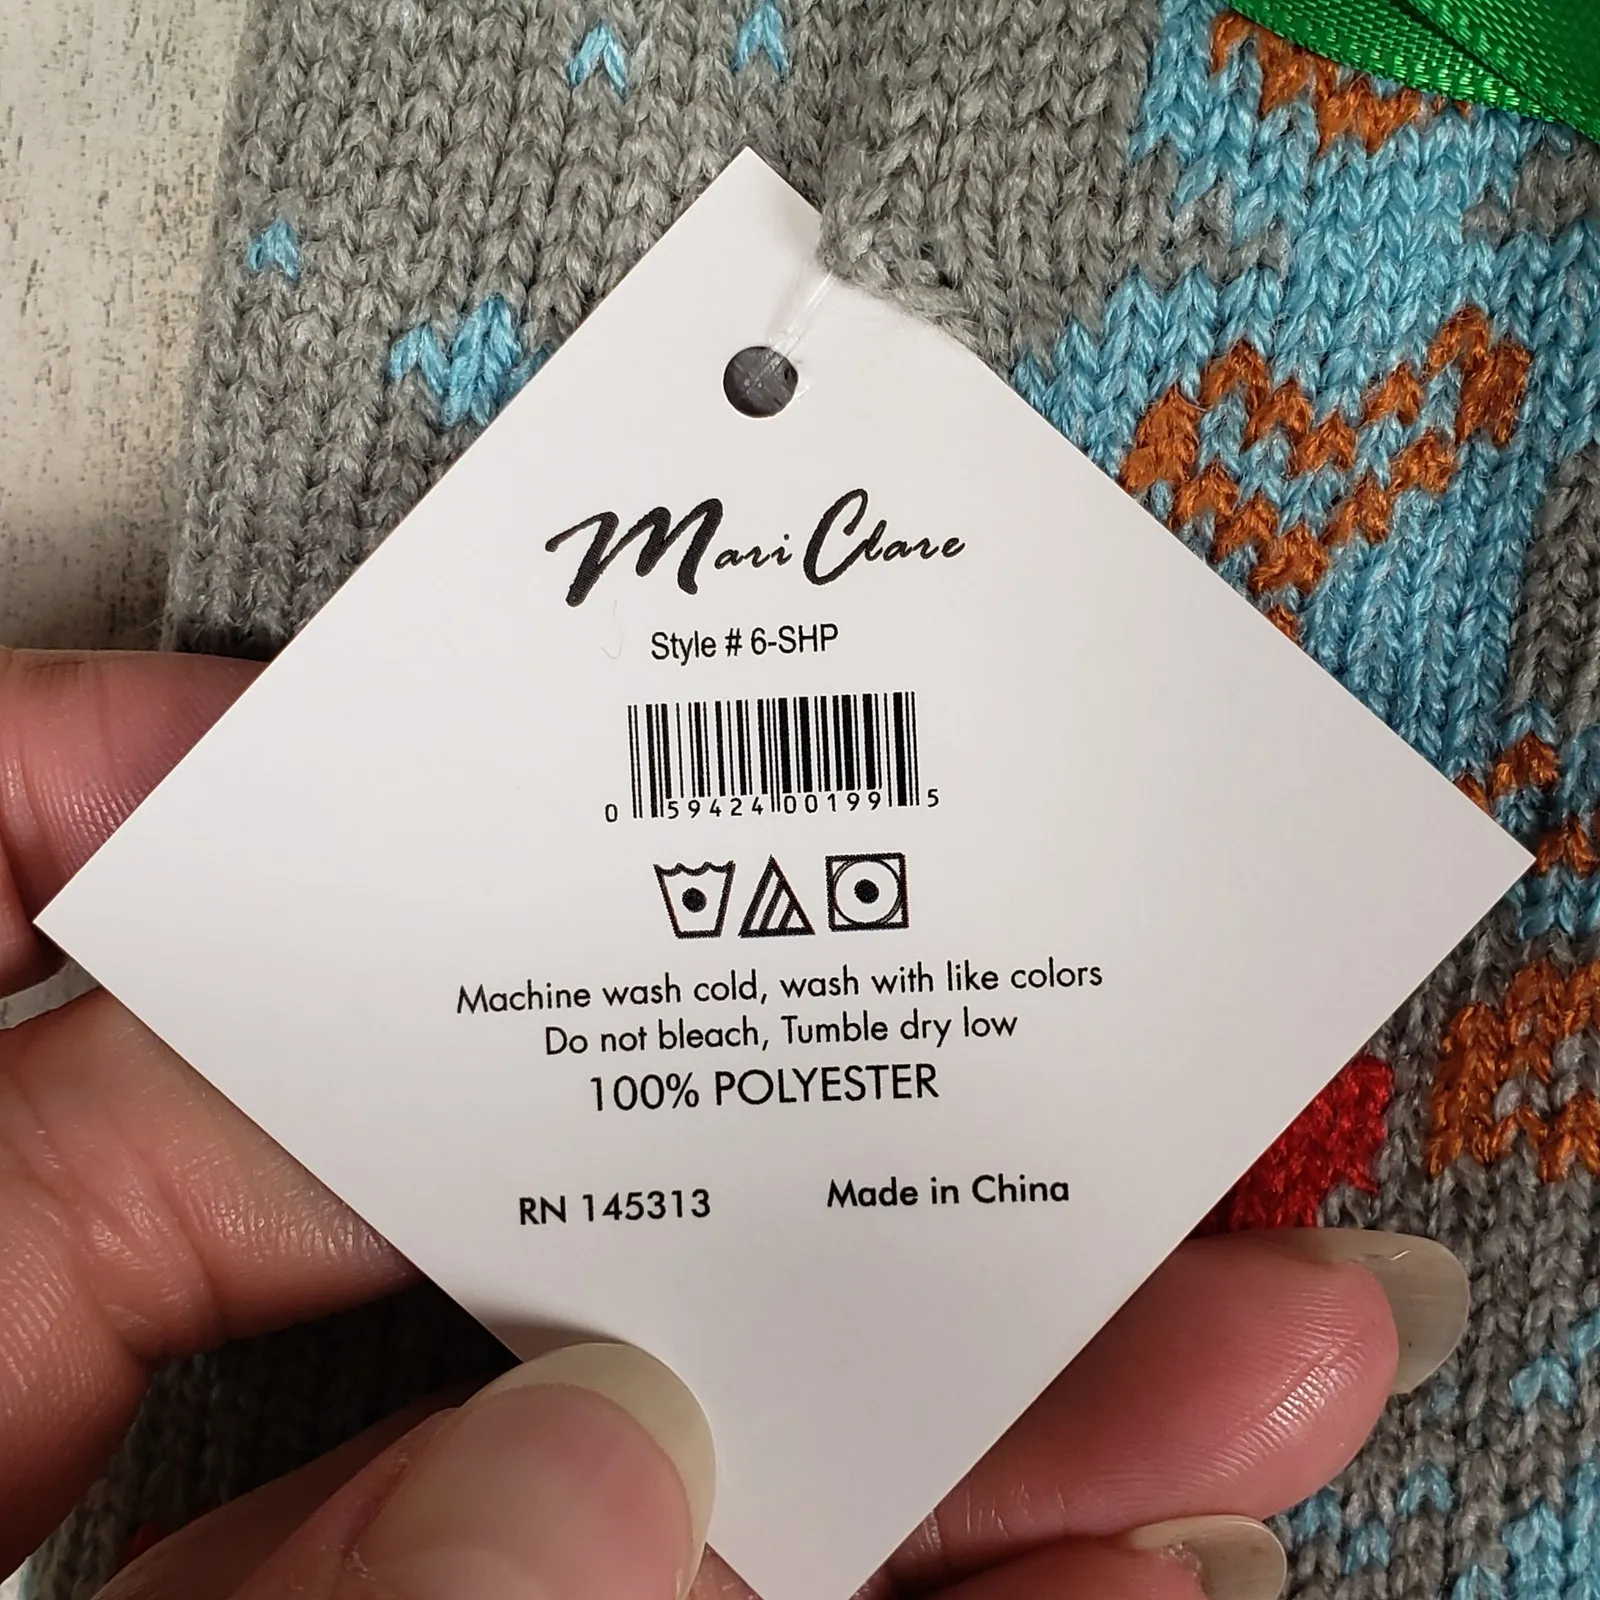 Mari Clare
Style # 6-SHP
0 59424 00199 5
Machine wash cold, wash with like colors
Do not bleach, Tumble dry low
100% POLYESTER
RN 145313 Made in China